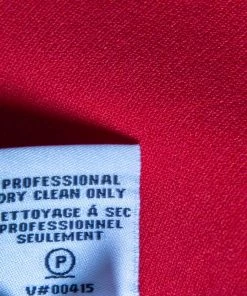 PROFESSIONAL
DRY CLEAN ONLY
NETTOYAGE Á SEC
PROFESSIONNEL
SEULEMENT
P
V#00415